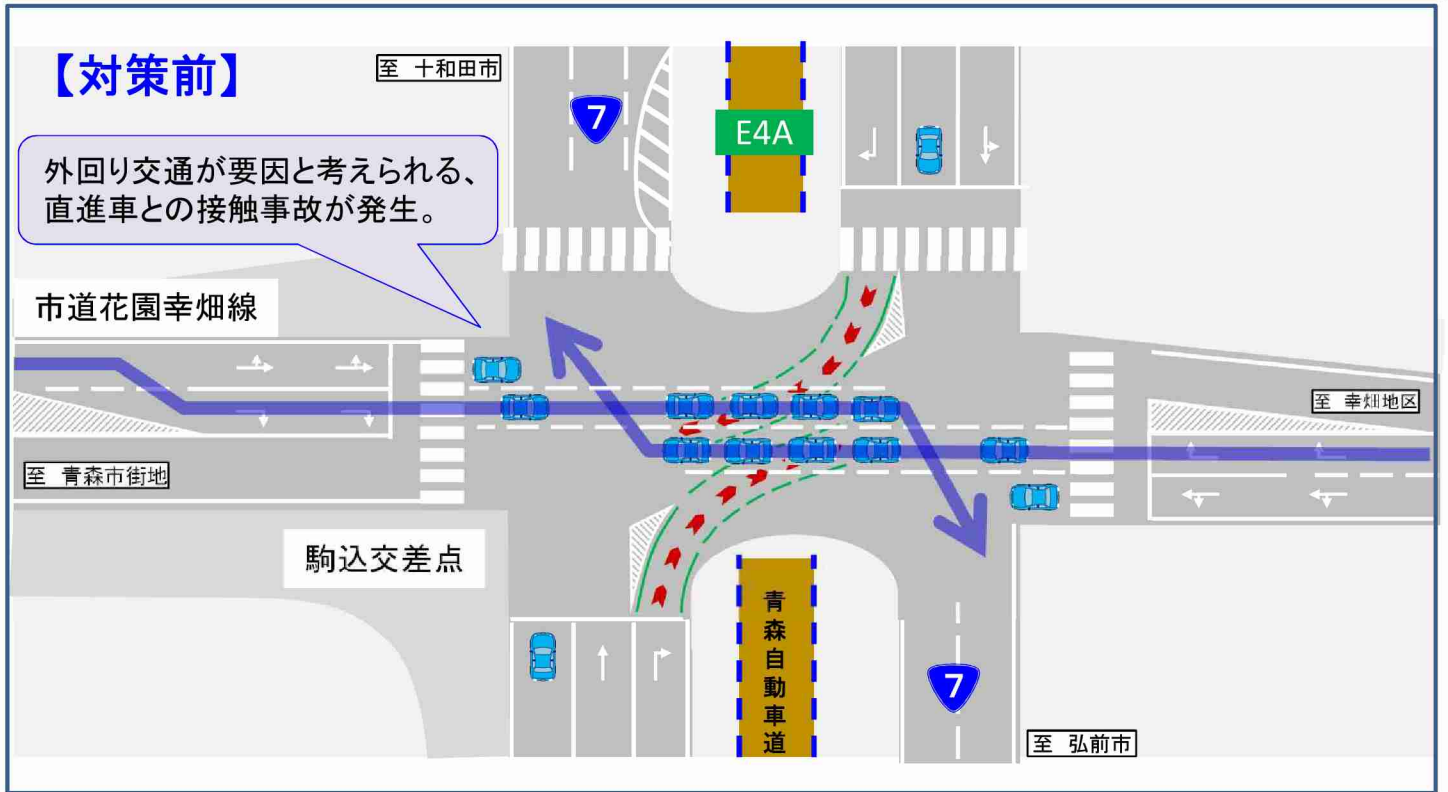 【対策前】
至 十和田市
7
E4A
外回り交通が要因と考えられる、
直進車との接触事故が発生。
市道花園幸畑線
至 幸畑地区
至 青森市街地
駒込交差点
青森自動車道
7
至 弘前市